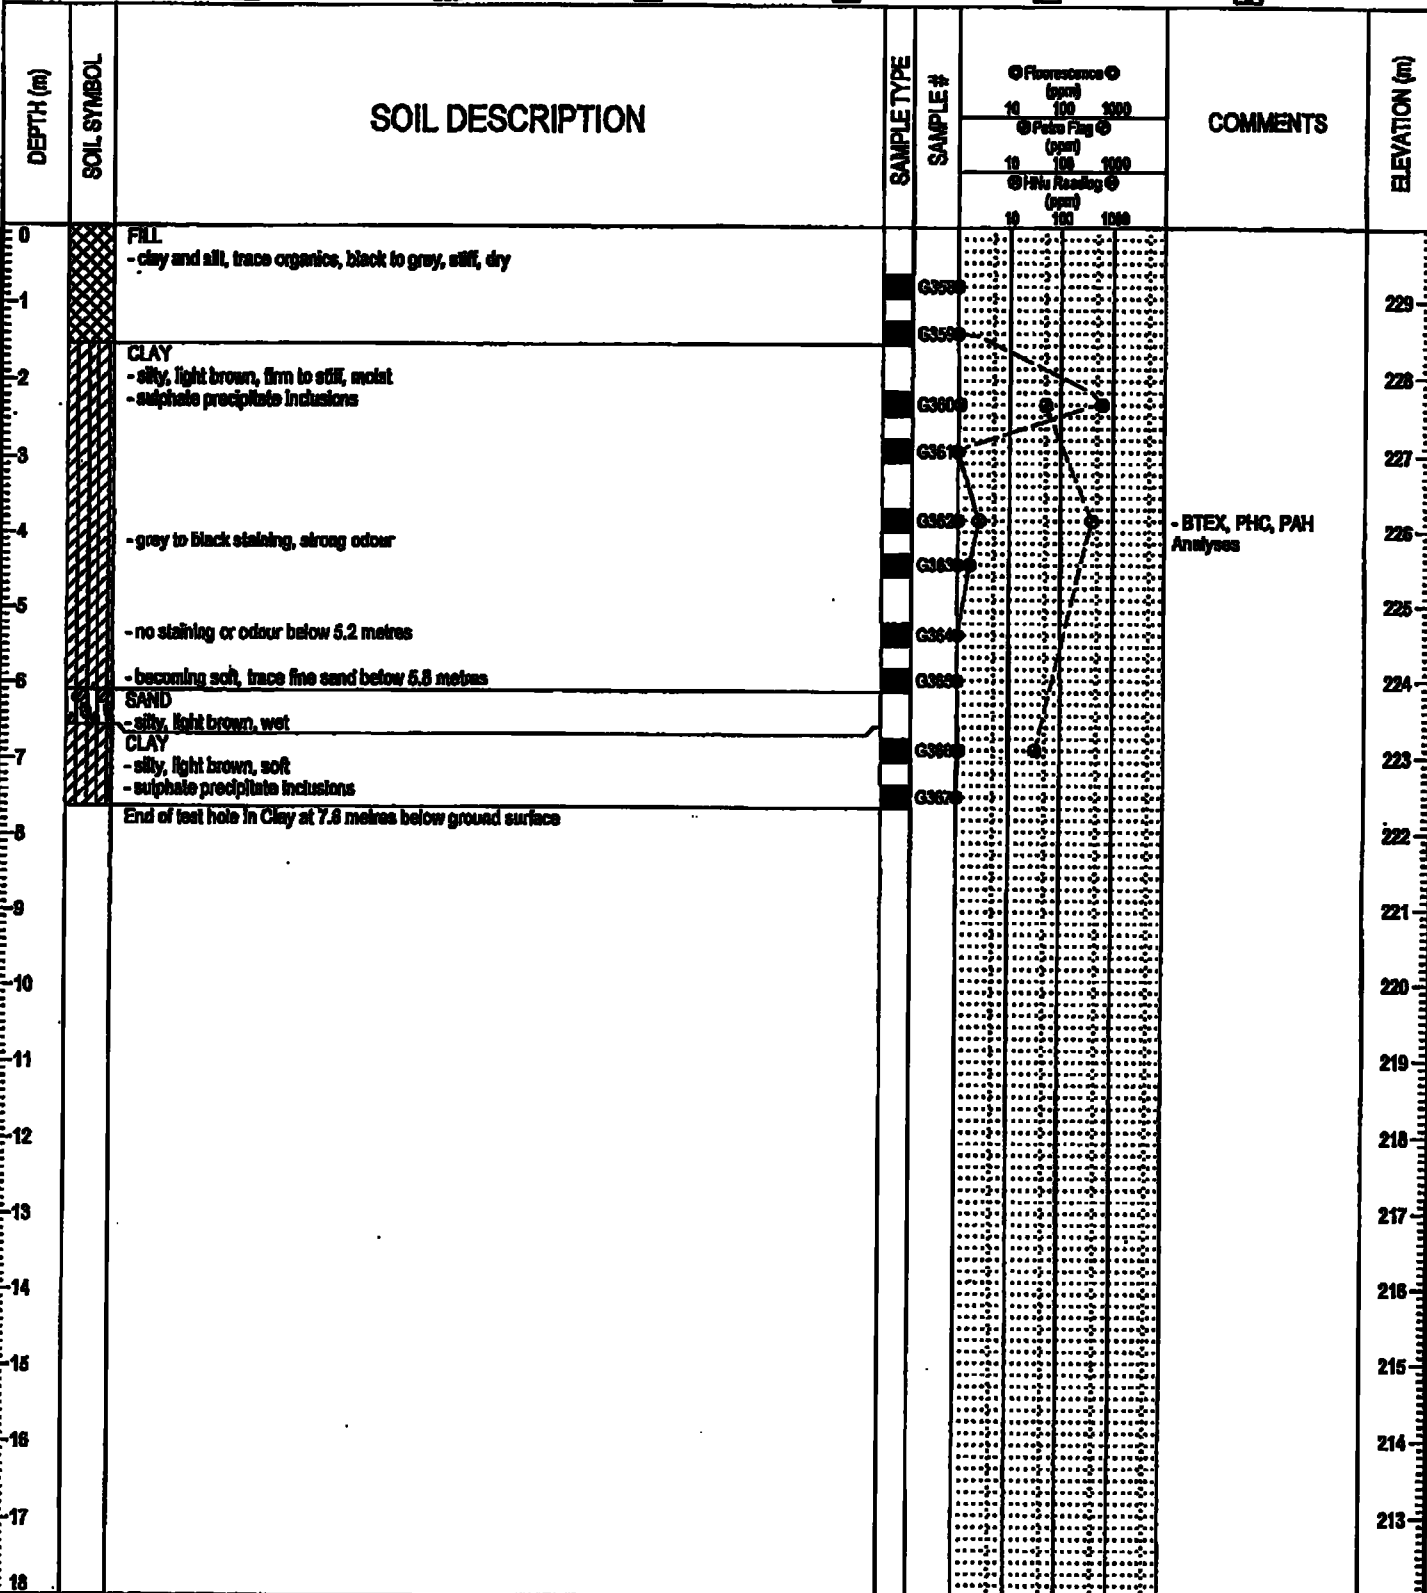 DEPTH (m)
SOIL SYMBOL
SOIL DESCRIPTION
SAMPLE TYPE
SAMPLE #
Fluorescence
(ppm)
10 100 1000
Petro Flag
(ppm)
10 100 1000
HNu Reading
(ppm)
10 100 1000
COMMENTS
ELEVATION (m)
0
FILL
- clay and silt, trace organics, black to grey, stiff, dry
G358
1
229
G359
CLAY
- silty, light brown, firm to stiff, moist
- sulphate precipitate inclusions
2
228
G360
3
G361
227
4
- grey to black staining, strong odour
G362
- BTEX, PHC, PAH
Analyses
226
G363
5
225
- no staining or odour below 5.2 metres
G364
- becoming soft, trace fine sand below 5.8 metres
6
G365
224
SAND
- silty, light brown, wet
CLAY
- silty, light brown, soft
- sulphate precipitate inclusions
7
G366
223
G367
End of test hole in Clay at 7.6 metres below ground surface
8
222
9
221
10
220
11
219
12
218
13
217
14
216
15
215
16
214
17
213
18